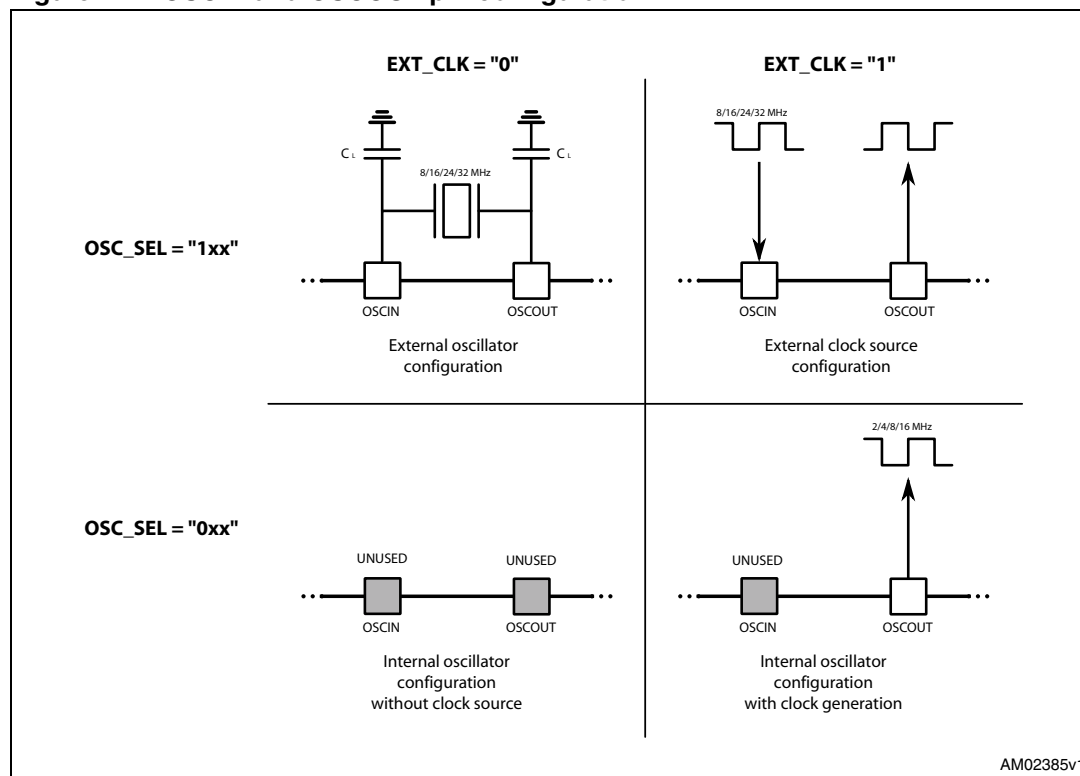 EXT_CLK = "0"
EXT_CLK = "1"
OSC_SEL = "1xx"
CL
8/16/24/32 MHz
CL
OSCIN
OSCOUT
External oscillator
configuration
8/16/24/32 MHz
OSCIN
OSCOUT
External clock source
configuration
OSC_SEL = "0xx"
UNUSED
UNUSED
OSCIN
OSCOUT
Internal oscillator
configuration
without clock source
2/4/8/16 MHz
UNUSED
OSCIN
OSCOUT
Internal oscillator
configuration
with clock generation